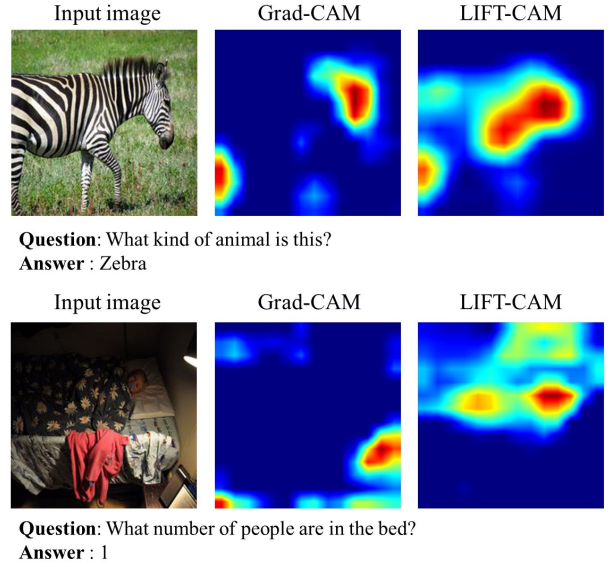 Input image Grad-CAM LIFT-CAM
Question: What kind of animal is this?
Answer : Zebra
Input image Grad-CAM LIFT-CAM
Question: What number of people are in the bed?
Answer : 1